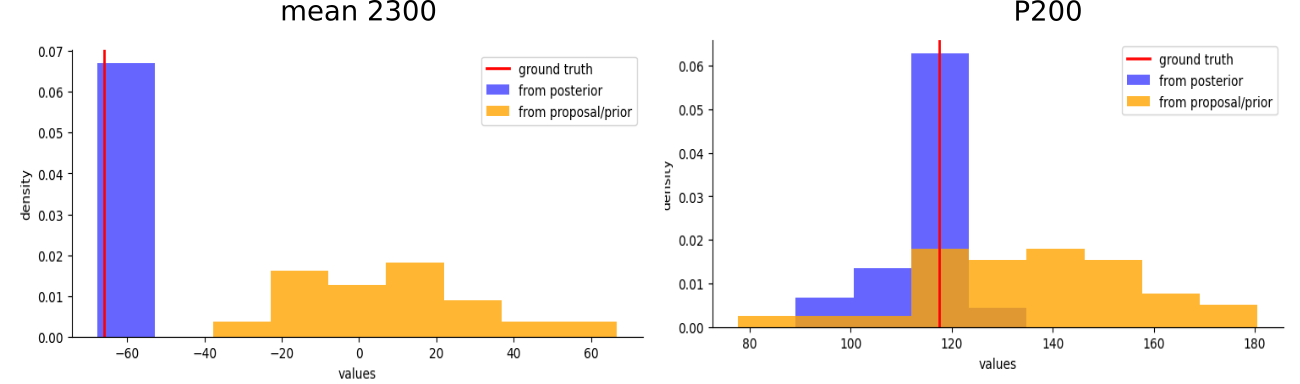 mean 2300
0.07
0.06
0.05
0.04
0.03
0.02
0.01
0.00
density
−60
−40
−20
0
20
40
60
values
ground truth
from posterior
from proposal/prior
P200
0.06
0.05
0.04
0.03
0.02
0.01
0.00
density
80
100
120
140
160
180
values
ground truth
from posterior
from proposal/prior